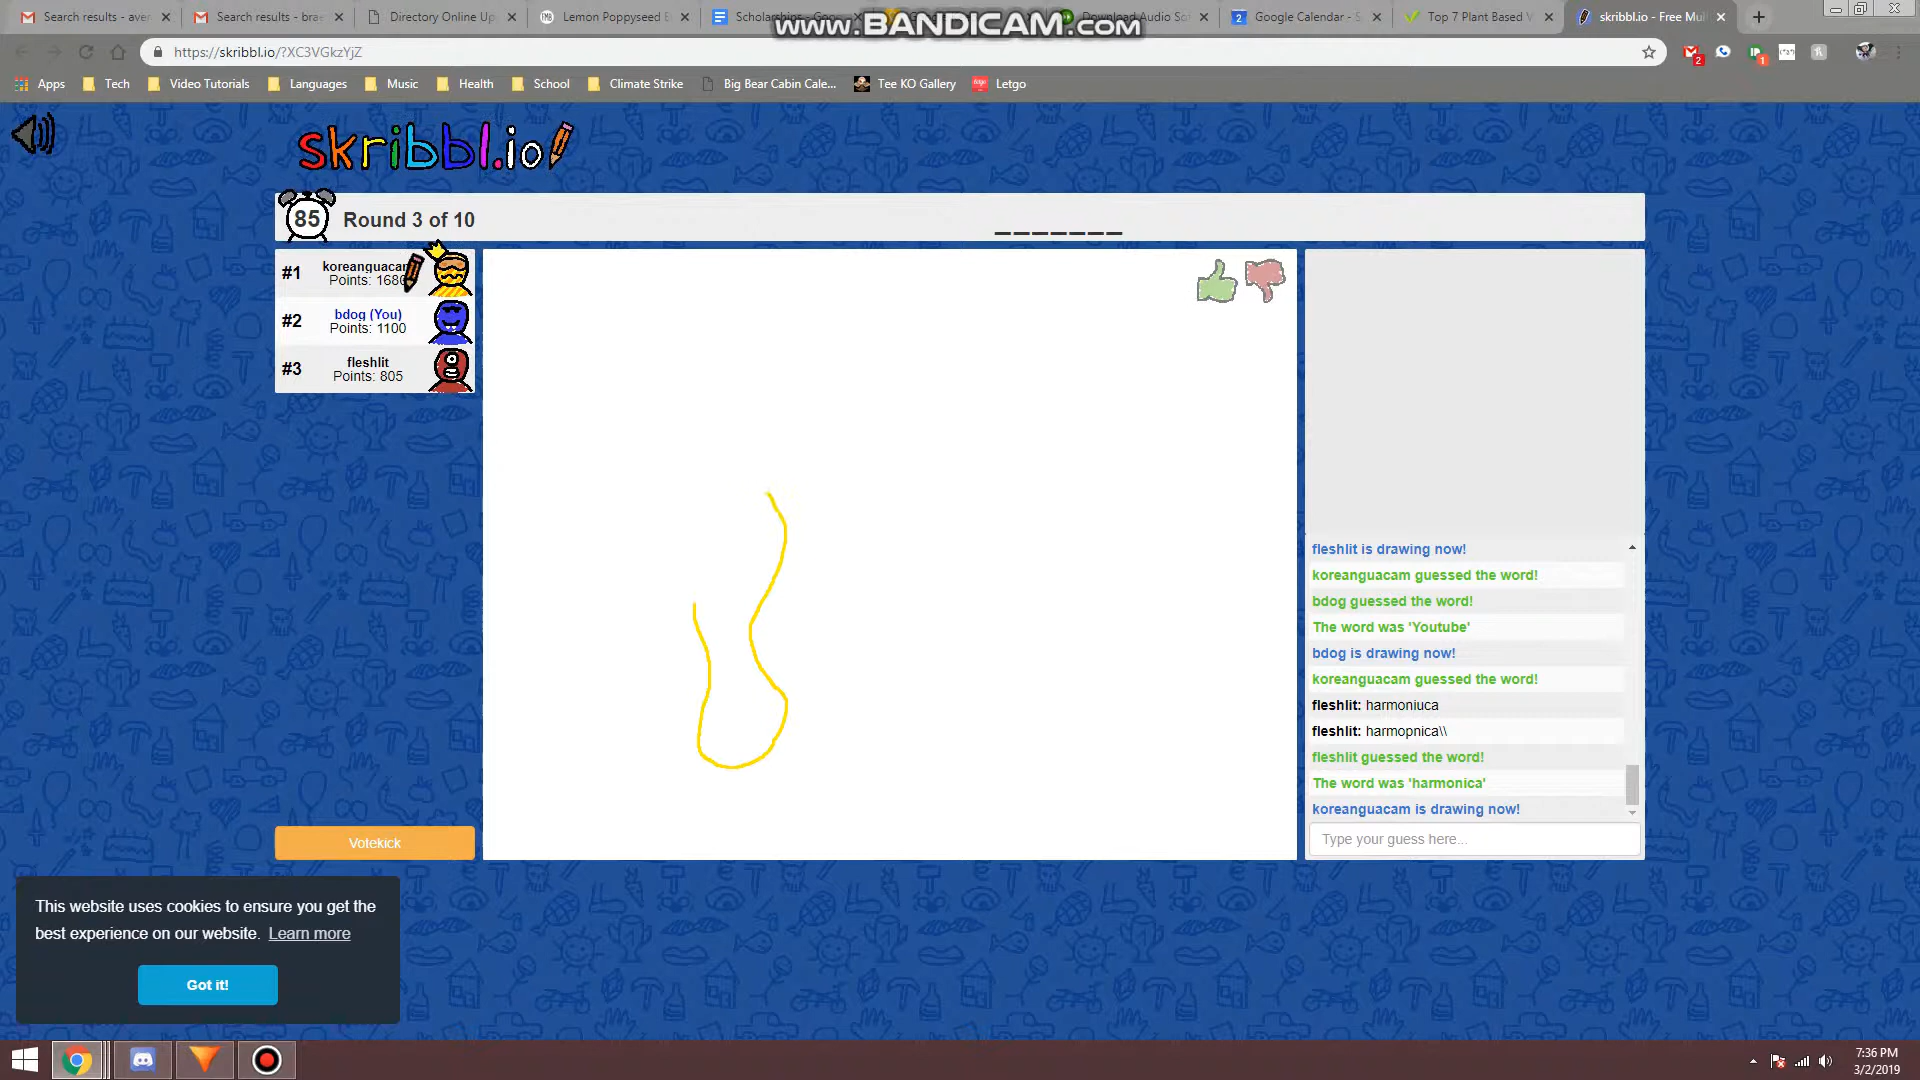 www.BANDICAM.com
Search results - aver
Search results - brae
Directory Online Up
Lemon Poppyseed B
Scholarships - Goo
Download Audio So
Google Calendar - S
Top 7 Plant Based V
skribbl.io - Free Mul
https://skribbl.io/?XC3VGkzYjZ
Apps
Tech
Video Tutorials
Languages
Music
Health
School
Climate Strike
Big Bear Cabin Cale...
Tee KO Gallery
Letgo
skribbl.io
85
Round 3 of 10
_______
#1
koreanguacam
Points: 1680
#2
bdog (You)
Points: 1100
#3
fleshlit
Points: 805
fleshlit is drawing now!
koreanguacam guessed the word!
bdog guessed the word!
The word was 'Youtube'
bdog is drawing now!
koreanguacam guessed the word!
fleshlit: harmoniuca
fleshlit: harmopnica\\
fleshlit guessed the word!
The word was 'harmonica'
koreanguacam is drawing now!
Type your guess here...
Votekick
This website uses cookies to ensure you get the
best experience on our website. Learn more
Got it!
7:36 PM
3/2/2019